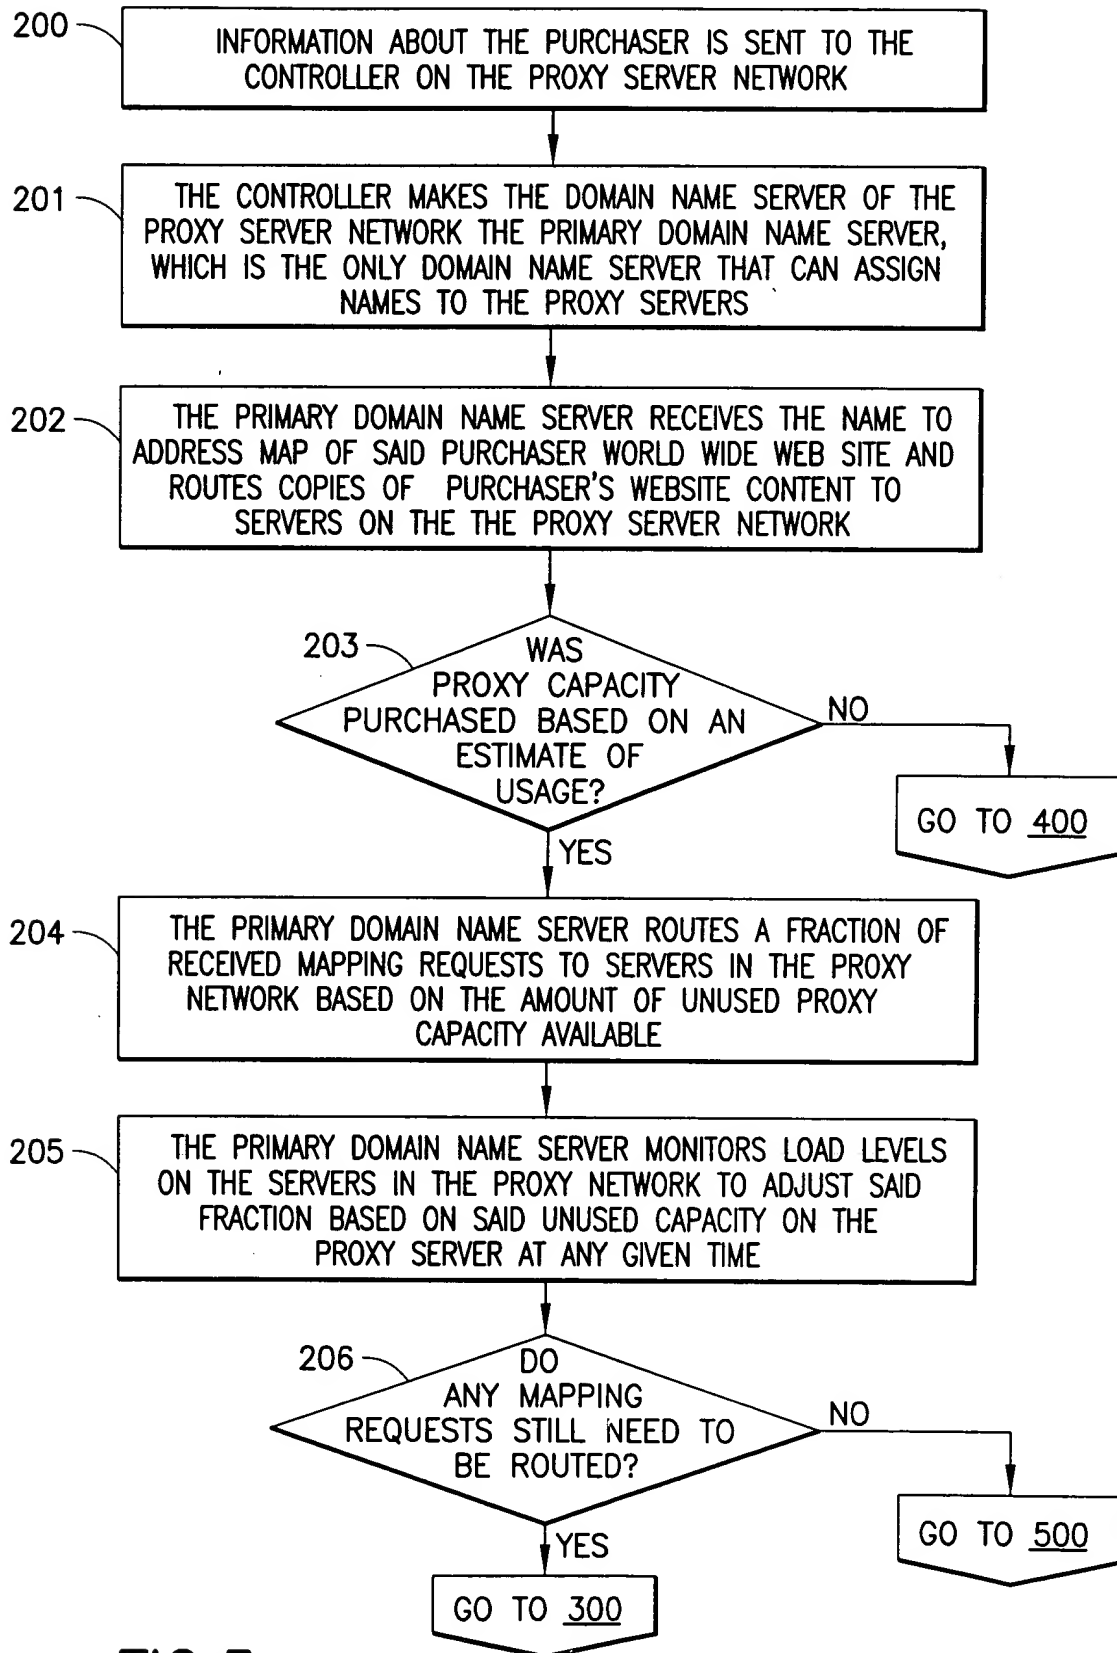 200
INFORMATION ABOUT THE PURCHASER IS SENT TO THE
CONTROLLER ON THE PROXY SERVER NETWORK
201
THE CONTROLLER MAKES THE DOMAIN NAME SERVER OF THE
PROXY SERVER NETWORK THE PRIMARY DOMAIN NAME SERVER,
WHICH IS THE ONLY DOMAIN NAME SERVER THAT CAN ASSIGN
NAMES TO THE PROXY SERVERS
202
THE PRIMARY DOMAIN NAME SERVER RECEIVES THE NAME TO
ADDRESS MAP OF SAID PURCHASER WORLD WIDE WEB SITE AND
ROUTES COPIES OF PURCHASER'S WEBSITE CONTENT TO
SERVERS ON THE THE PROXY SERVER NETWORK
203
WAS
PROXY CAPACITY
PURCHASED BASED ON AN
ESTIMATE OF
USAGE?
NO
GO TO 400
YES
204
THE PRIMARY DOMAIN NAME SERVER ROUTES A FRACTION OF
RECEIVED MAPPING REQUESTS TO SERVERS IN THE PROXY
NETWORK BASED ON THE AMOUNT OF UNUSED PROXY
CAPACITY AVAILABLE
205
THE PRIMARY DOMAIN NAME SERVER MONITORS LOAD LEVELS
ON THE SERVERS IN THE PROXY NETWORK TO ADJUST SAID
FRACTION BASED ON SAID UNUSED CAPACITY ON THE
PROXY SERVER AT ANY GIVEN TIME
206
DO
ANY MAPPING
REQUESTS STILL NEED TO
BE ROUTED?
NO
GO TO 500
YES
GO TO 300